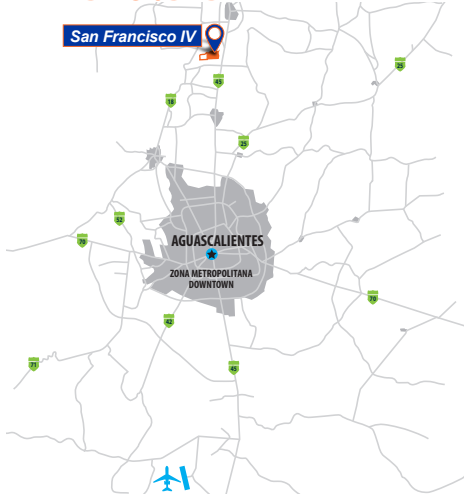 San Francisco IV
25
45
18
25
52
70
AGUASCALIENTES
ZONA METROPOLITANA
DOWNTOWN
70
42
71
45